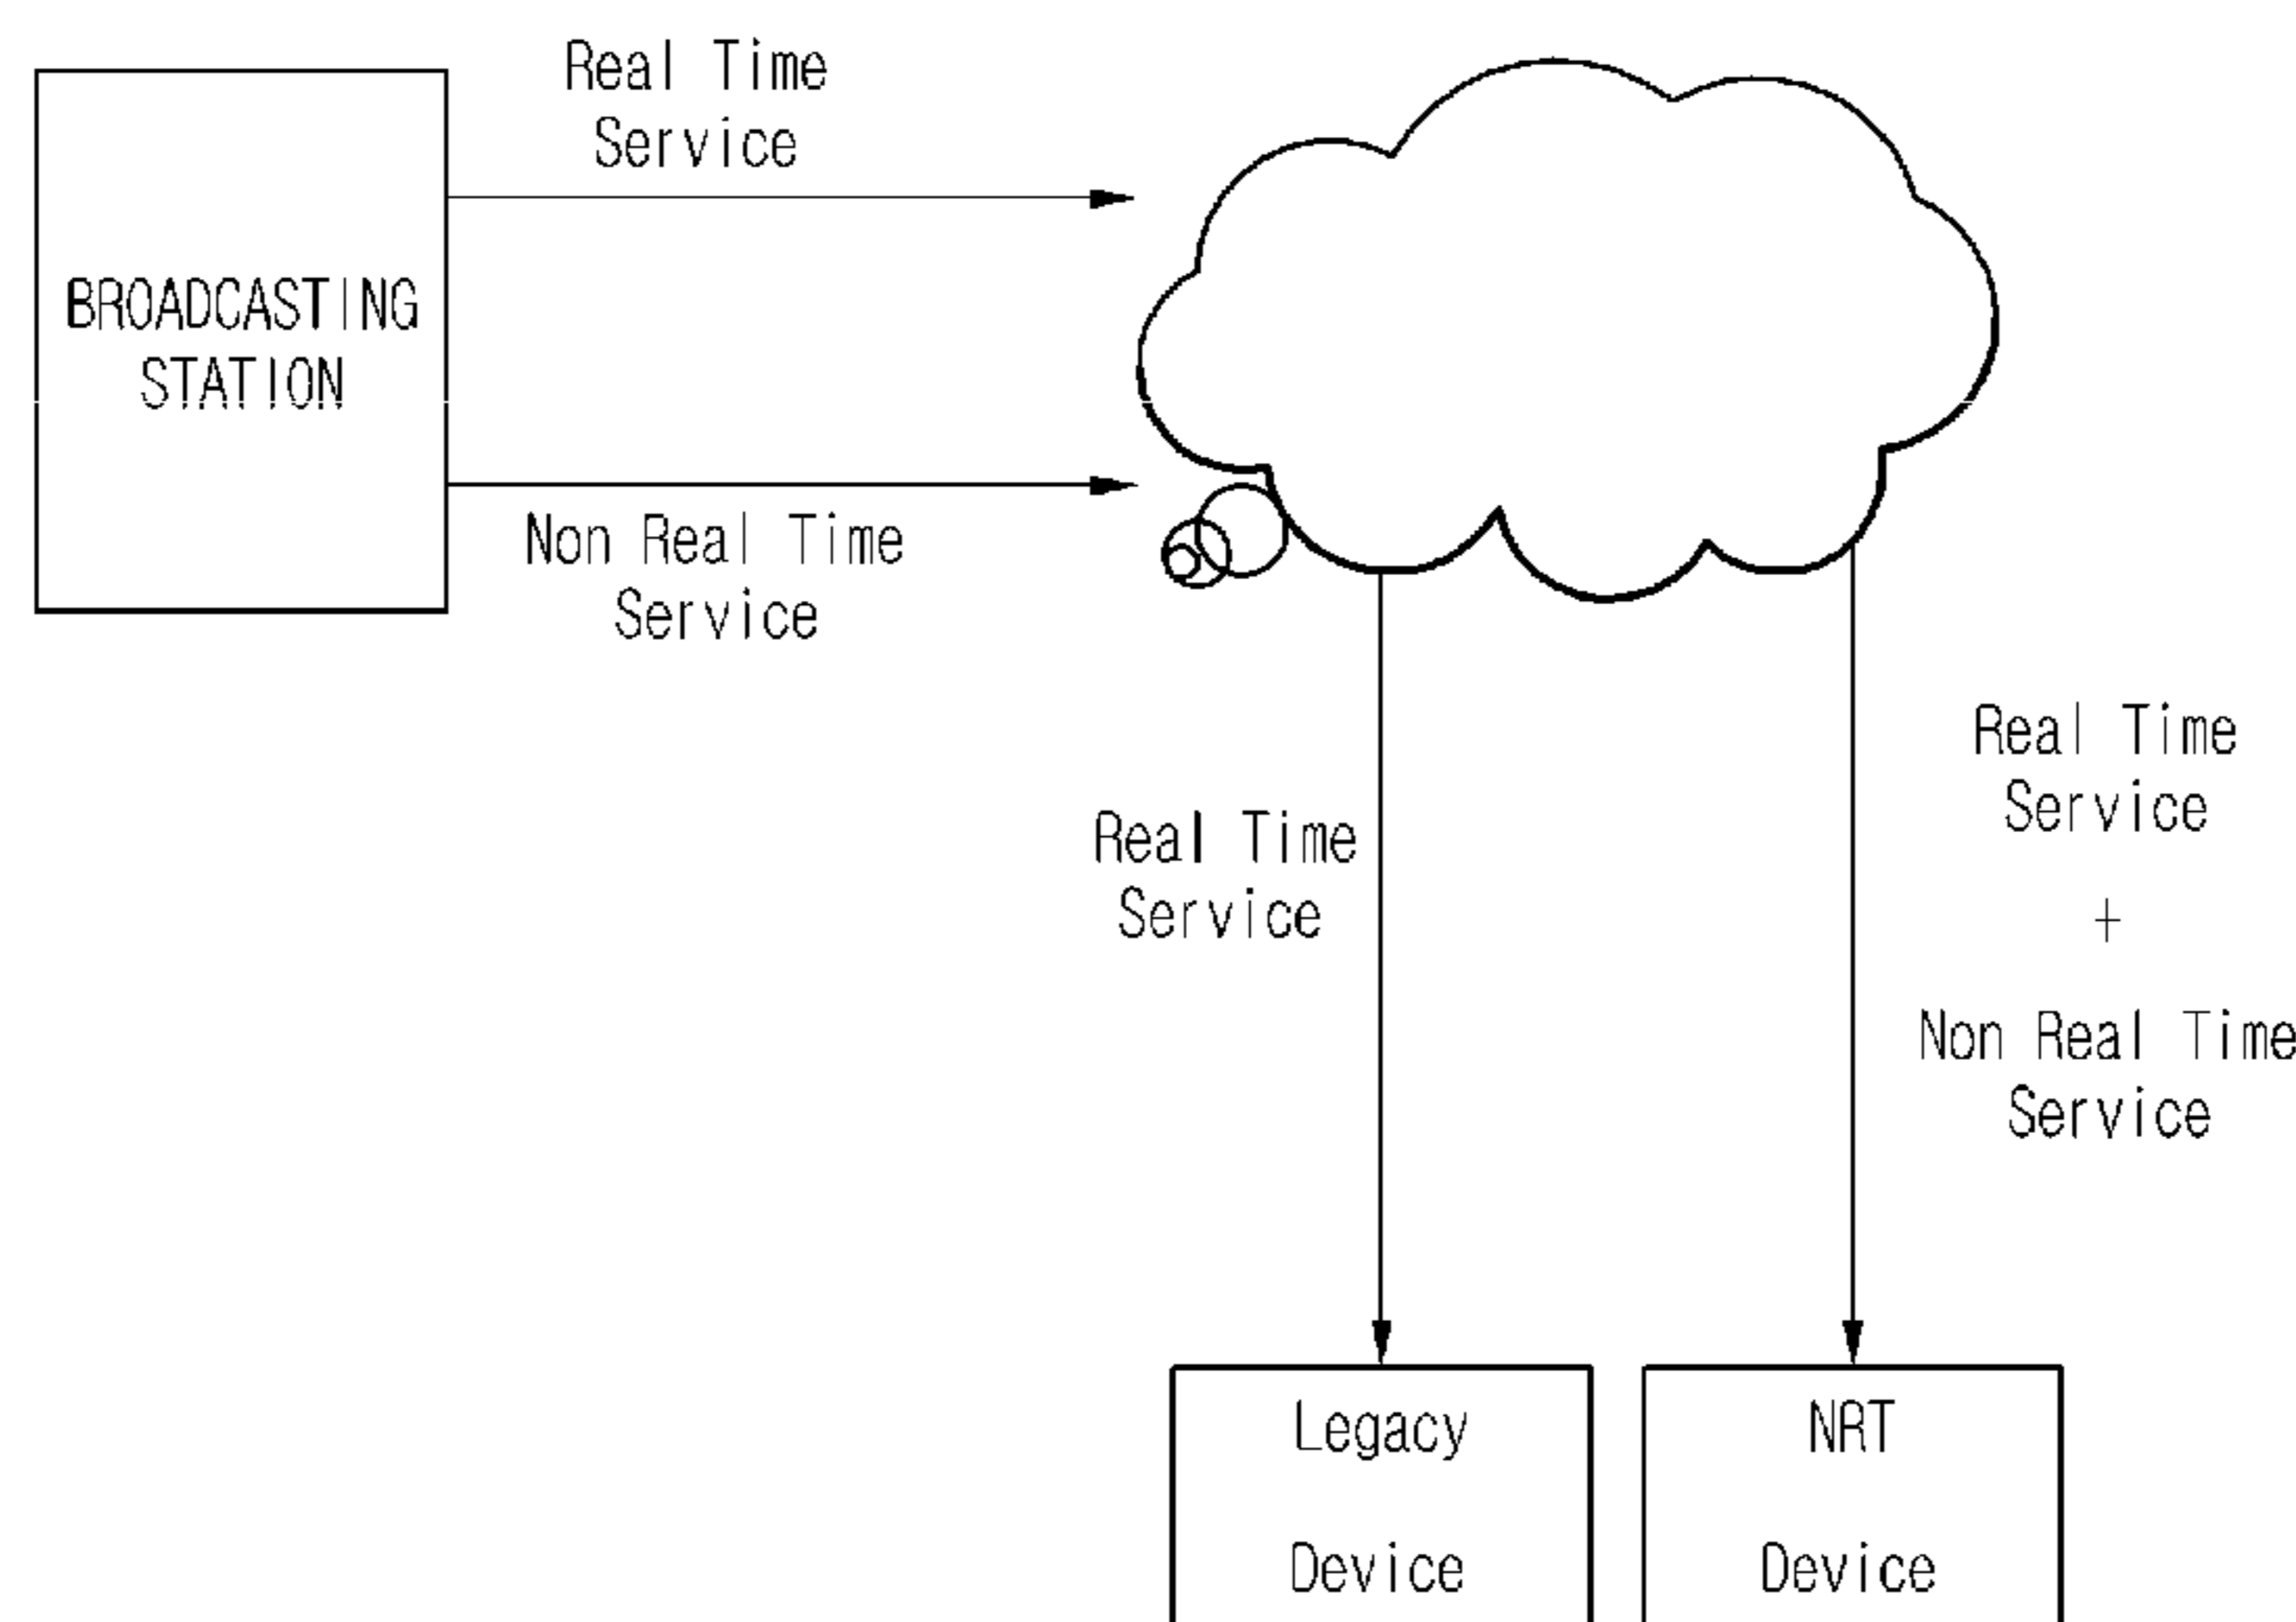 Real Time
Service
BROADCASTING
STATION
Non Real Time
Service
Real Time
Service
Real Time
Service
+
Non Real Time
Service
Legacy
Device
NRT
Device